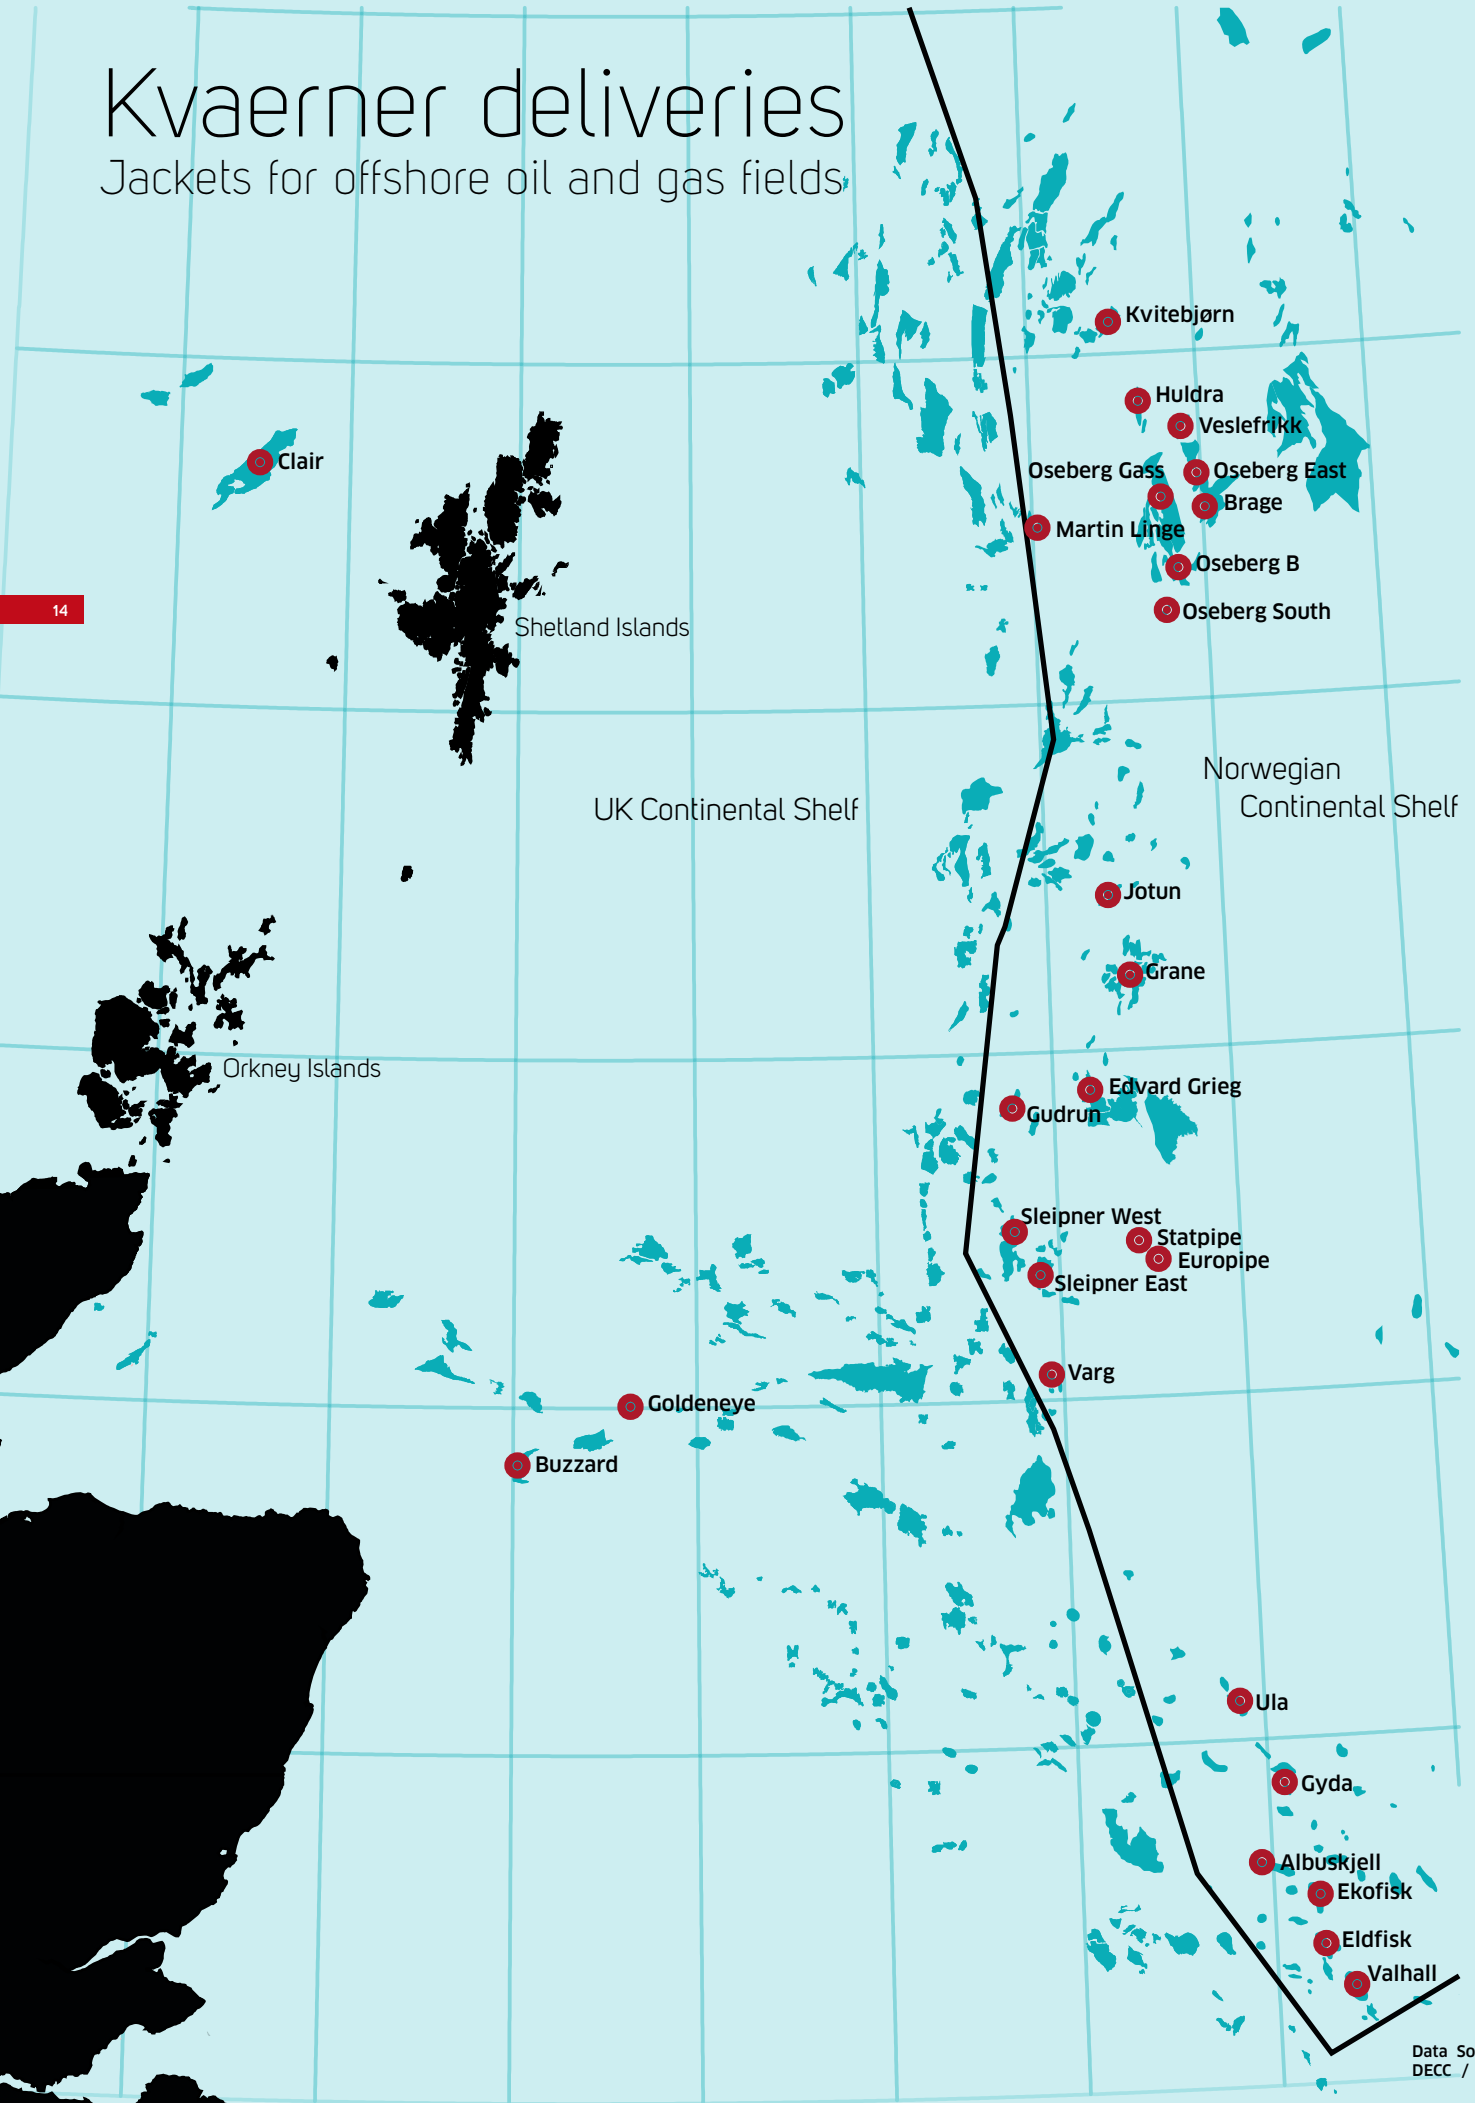 Kvaerner deliveries
Jackets for offshore oil and gas fields
Kvitebjørn
Huldra
Veslefrikk
Clair
Oseberg Gass
Oseberg East
Brage
Martin Linge
Oseberg B
14
Oseberg South
Shetland Islands
Norwegian
Continental Shelf
UK Continental Shelf
Jotun
Grane
Orkney Islands
Edvard Grieg
Gudrun
Sleipner West
Statpipe
Europipe
Sleipner East
Varg
Goldeneye
Buzzard
Ula
Gyda
Albuskjell
Ekofisk
Eldfisk
Valhall
Data So
DECC /